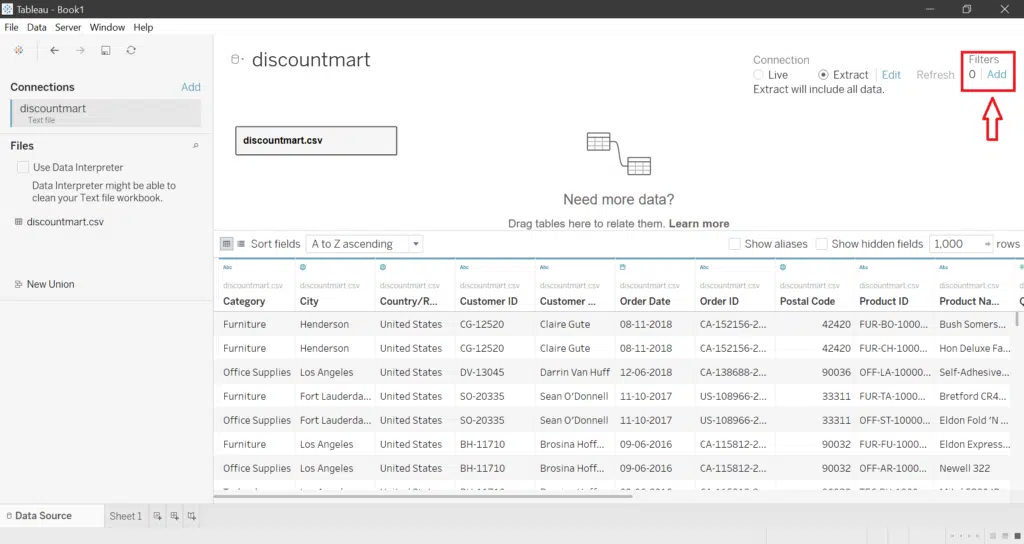 Tableau - Book1
File Data Server Window Help
discountmart
Connections Add
discountmart
Text file
Files
Use Data Interpreter
Data Interpreter might be able to
clean your Text file workbook.
discountmart.csv
New Union
Connection
Live Extract Edit Refresh
Extract will include all data.
Filters
0 Add
discountmart.csv
Need more data?
Drag tables here to relate them. Learn more
Sort fields A to Z ascending Show aliases Show hidden fields 1,000 rows
Abc Abc Abc Abc Abc Abc
discountmart.csv discountmart.csv discountmart.csv discountmart.csv discountmart.csv discountmart.csv discountmart.csv discountmart.csv discountmart.csv discountmart.csv
Category City Country/R... Customer ID Customer ... Order Date Order ID Postal Code Product ID Product Na...
Furniture Henderson United States CG-12520 Claire Gute 08-11-2018 CA-152156-2... 42420 FUR-BO-1000... Bush Somers...
Furniture Henderson United States CG-12520 Claire Gute 08-11-2018 CA-152156-2... 42420 FUR-CH-1000... Hon Deluxe Fa...
Office Supplies Los Angeles United States DV-13045 Darrin Van Huff 12-06-2018 CA-138688-2... 90036 OFF-LA-10000... Self-Adhesive...
Furniture Fort Lauderda... United States SO-20335 Sean O'Donnell 11-10-2017 US-108966-2... 33311 FUR-TA-1000... Bretford CR4...
Office Supplies Fort Lauderda... United States SO-20335 Sean O'Donnell 11-10-2017 US-108966-2... 33311 OFF-ST-10000... Eldon Fold 'N ...
Furniture Los Angeles United States BH-11710 Brosina Hoff... 09-06-2016 CA-115812-2... 90032 FUR-FU-1000... Eldon Express...
Office Supplies Los Angeles United States BH-11710 Brosina Hoff... 09-06-2016 CA-115812-2... 90032 OFF-AR-1000... Newell 322
Data Source Sheet 1